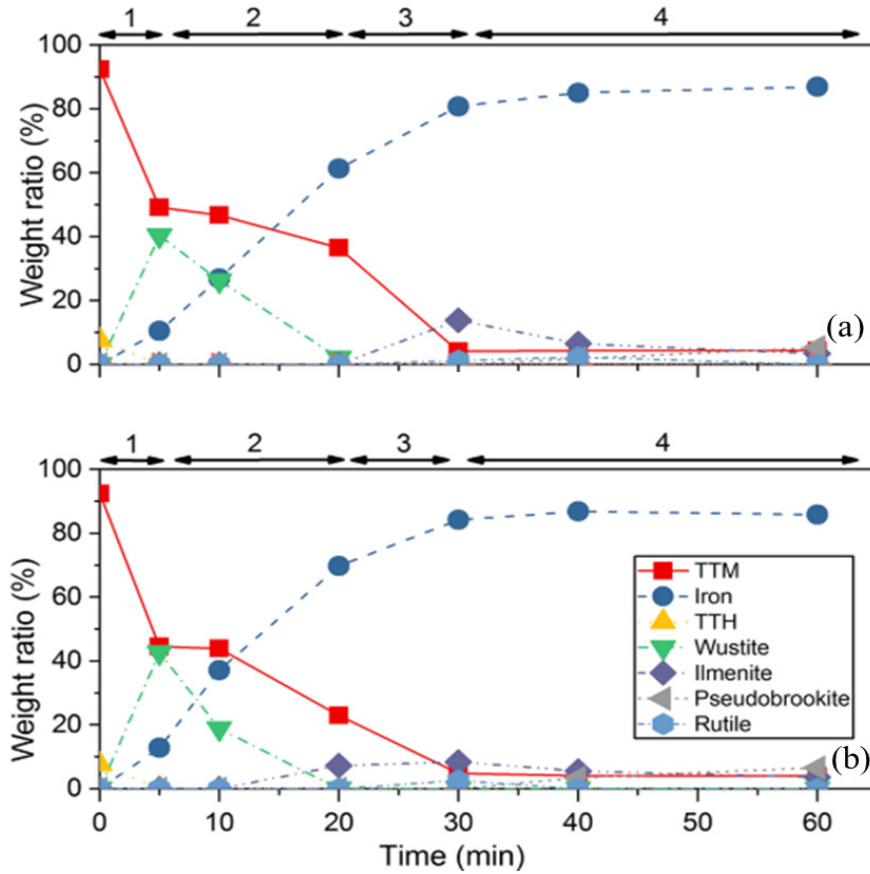 1 2 3 4
100
80
60
40
20
0
Weight ratio (%)
(a)
1 2 3 4
100
80
60
40
20
0
Weight ratio (%)
TTM
Iron
TTH
Wustite
Ilmenite
Pseudobrookite
Rutile
(b)
0 10 20 30 40 50 60
Time (min)